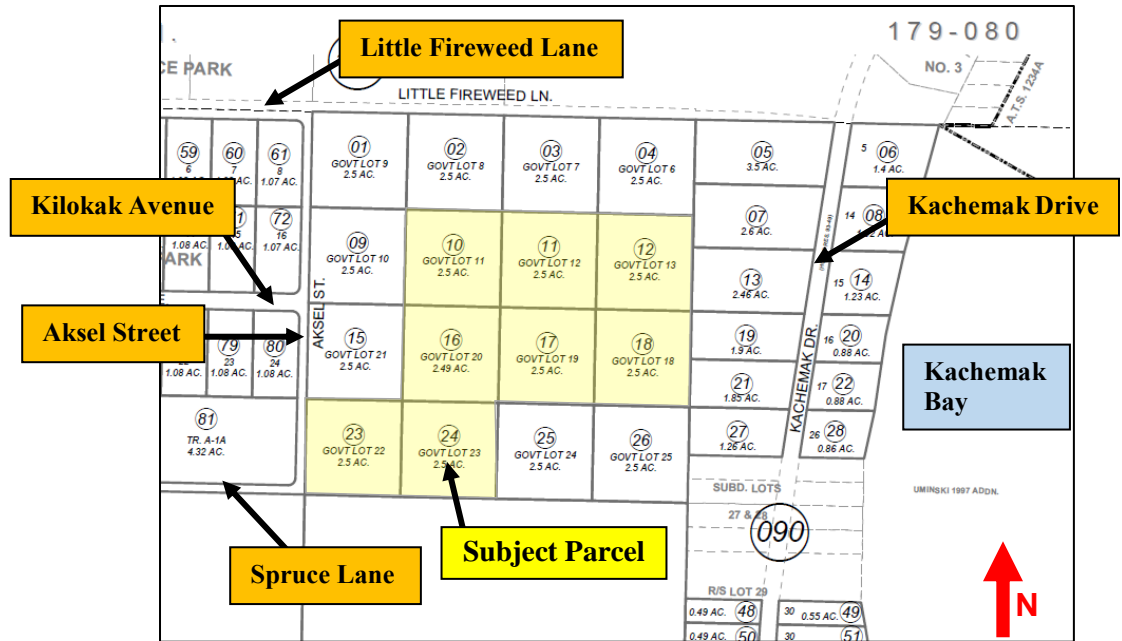 179-080
Little Fireweed Lane
CE PARK
NO. 3
A.T.S. 1234A
LITTLE FIREWEED LN.
59
6
60
7
61
8
1.07 AC.
01
GOVT LOT 9
2.5 AC.
02
GOVT LOT 8
2.5 AC.
03
GOVT LOT 7
2.5 AC.
04
GOVT LOT 6
2.5 AC.
05
3.5 AC.
5
06
1.4 AC.
Kilokak Avenue
1.08 AC.
72
16
1.07 AC.
ARK
09
GOVT LOT 10
2.5 AC.
10
GOVT LOT 11
2.5 AC.
11
GOVT LOT 12
2.5 AC.
12
GOVT LOT 13
2.5 AC.
07
2.6 AC.
14
08
Kachemak Drive
13
2.46 AC.
15
14
1.23 AC.
Aksel Street
AKSEL ST.
79
23
1.08 AC.
80
24
1.08 AC.
1.08 AC.
15
GOVT LOT 21
2.5 AC.
16
GOVT LOT 20
2.49 AC.
17
GOVT LOT 19
2.5 AC.
18
GOVT LOT 18
2.5 AC.
19
1.9 AC.
KACHEMAK DR.
16
20
0.88 AC.
21
1.85 AC.
17
22
0.88 AC.
Kachemak
Bay
81
TR. A-1A
4.32 AC.
23
GOVT LOT 22
2.5 AC.
24
GOVT LOT 23
2.5 AC.
25
GOVT LOT 24
2.5 AC.
26
GOVT LOT 25
2.5 AC.
27
1.26 AC.
26
28
0.86 AC.
SUBD. LOTS
27 & 28
UMINSKI 1997 ADDN.
090
Subject Parcel
Spruce Lane
R/S LOT 29
0.49 AC.
48
30
0.55 AC.
49
0.49 AC.
50
30
51
N